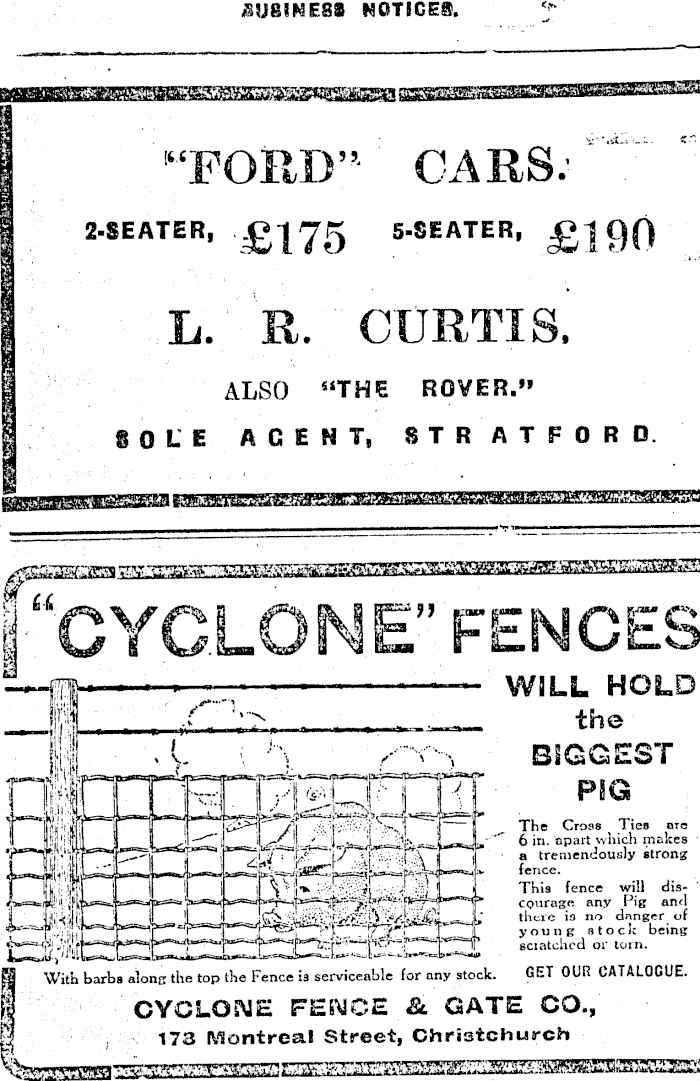 BUSINESS NOTICES.
"FORD" CARS.
2-SEATER, £175 5-SEATER, £190
L. R. CURTIS,
ALSO "THE ROVER."
SOLE AGENT, STRATFORD.
"CYCLONE" FENCES
WILL HOLD
the
BIGGEST
PIG
The Cross Ties are
6 in. apart which makes
a tremendously strong
fence.
This fence will dis-
courage any Pig and
there is no danger of
young stock being
scratched or torn.
GET OUR CATALOGUE.
With barbs along the top the Fence is serviceable for any stock.
CYCLONE FENCE & GATE CO.,
173 Montreal Street, Christchurch